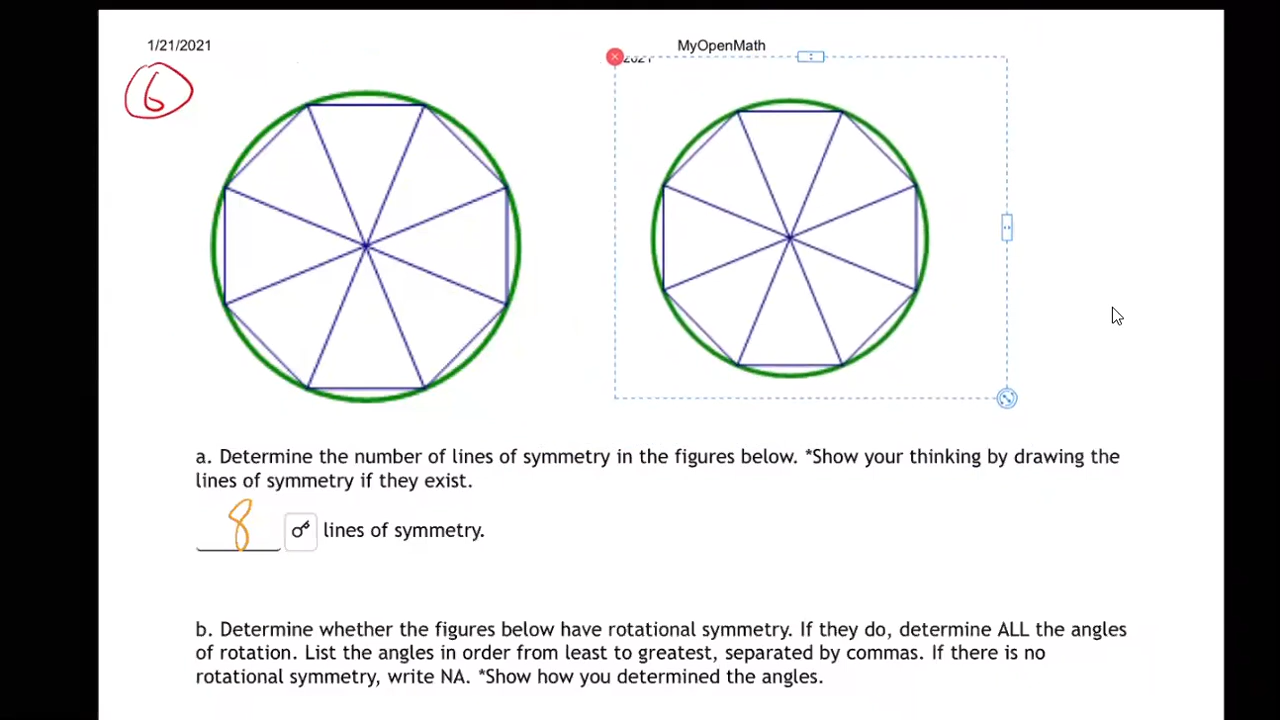 1/21/2021
MyOpenMath
6
2021
a. Determine the number of lines of symmetry in the figures below. *Show your thinking by drawing the
lines of symmetry if they exist.
8 lines of symmetry.
b. Determine whether the figures below have rotational symmetry. If they do, determine ALL the angles
of rotation. List the angles in order from least to greatest, separated by commas. If there is no
rotational symmetry, write NA. *Show how you determined the angles.